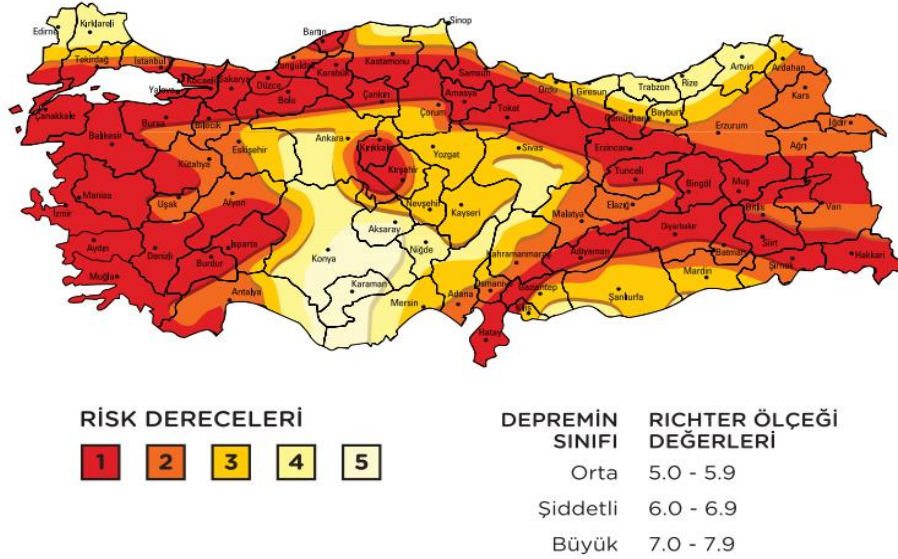 Sinop
Kırklareli
Edirne
Bartın
Tekirdağ
İstanbul
Zonguldak
Kastamonu
Artvin
Ardahan
Kocaeli
Sakarya
Karabük
Samsun
Rize
Trabzon
Yalova
Düzce
Bolu
Çankırı
Amasya
Ordu
Giresun
Kars
Çanakkale
Bursa
Bilecik
Çorum
Tokat
Gümüşhane
Bayburt
Iğdır
Balıkesir
Eskişehir
Ankara
Kırıkkale
Yozgat
Sivas
Erzincan
Erzurum
Ağrı
Kütahya
Kırşehir
Tunceli
Bingöl
Muş
Manisa
Uşak
Afyon
Nevşehir
Kayseri
Malatya
Elazığ
Bitlis
Van
İzmir
Aksaray
Diyarbakır
Aydın
Denizli
Isparta
Konya
Niğde
Kahramanmaraş
Adıyaman
Batman
Siirt
Hakkari
Burdur
Şırnak
Muğla
Antalya
Karaman
Mersin
Adana
Osmaniye
Gaziantep
Şanlıurfa
Mardin
Kilis
Hatay
RİSK DERECELERİ
1 2 3 4 5
DEPREMİN SINIFI
RICHTER ÖLÇEĞİ DEĞERLERİ
Orta 5.0 - 5.9
Şiddetli 6.0 - 6.9
Büyük 7.0 - 7.9